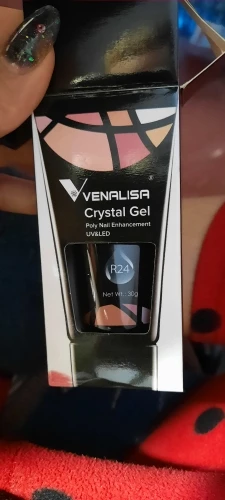 VENALISA®
Crystal Gel
Poly Nail Enhancement
UV&LED
R24
Net Wt.: 30g